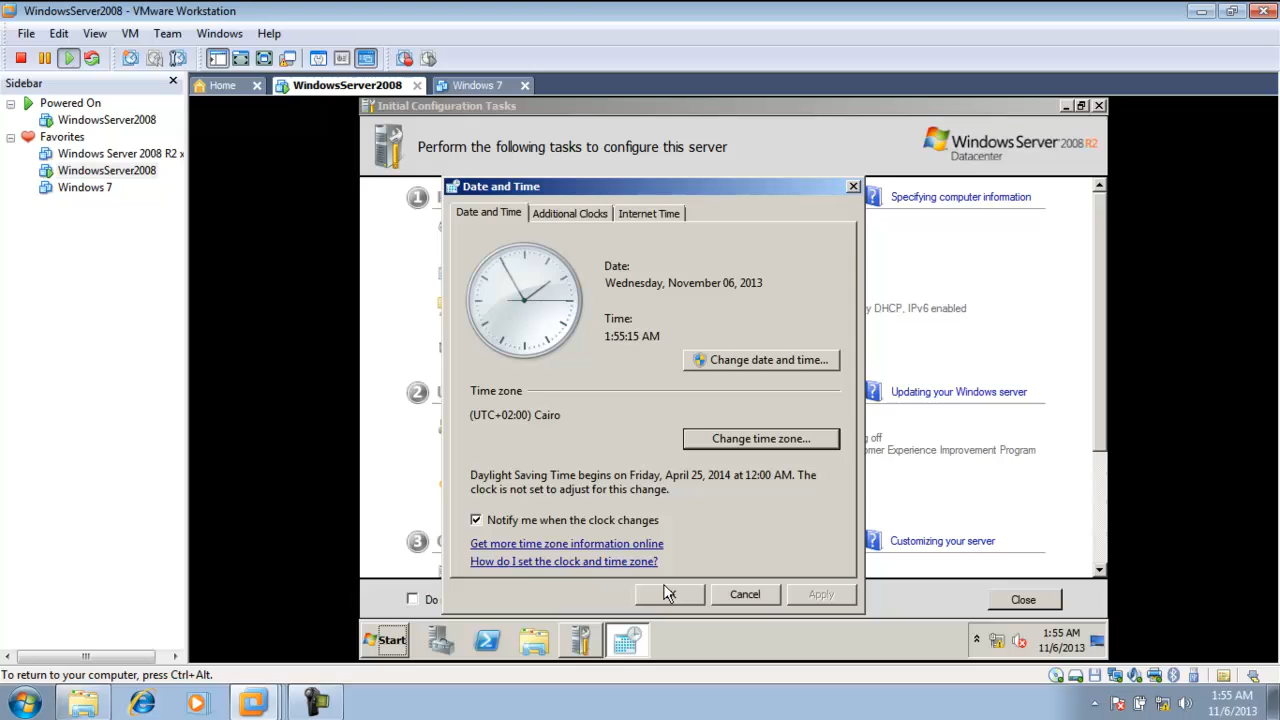 WindowsServer2008 - VMware Workstation
File Edit View VM Team Windows Help
Sidebar
Home
WindowsServer2008
Windows 7
Powered On
WindowsServer2008
Favorites
Windows Server 2008 R2 x
WindowsServer2008
Windows 7
Initial Configuration Tasks
Perform the following tasks to configure this server
Windows Server 2008 R2
Datacenter
1
Specifying computer information
y DHCP, IPv6 enabled
2
Updating your Windows server
g off
omer Experience Improvement Program
3
Customizing your server
Date and Time
Date and Time Additional Clocks Internet Time
Date:
Wednesday, November 06, 2013
Time:
1:55:15 AM
Change date and time...
Time zone
(UTC+02:00) Cairo
Change time zone...
Daylight Saving Time begins on Friday, April 25, 2014 at 12:00 AM. The
clock is not set to adjust for this change.
Notify me when the clock changes
Get more time zone information online
How do I set the clock and time zone?
Cancel Apply
Do
Close
Start
1:55 AM
11/6/2013
To return to your computer, press Ctrl+Alt.
1:55 AM
11/6/2013